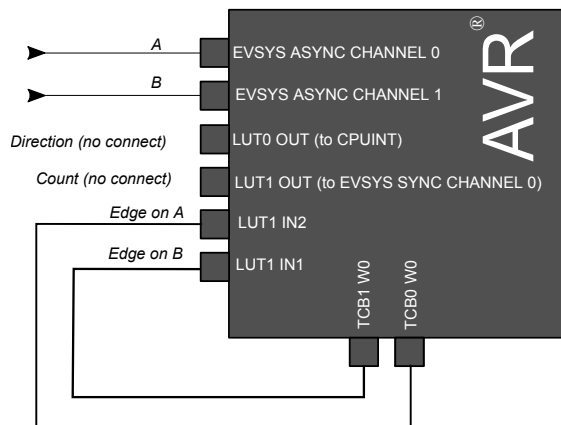 A
EVSYS ASYNC CHANNEL 0
B
EVSYS ASYNC CHANNEL 1
Direction (no connect)
LUT0 OUT (to CPUINT)
Count (no connect)
LUT1 OUT (to EVSYS SYNC CHANNEL 0)
Edge on A
LUT1 IN2
Edge on B
LUT1 IN1
TCB1 W0
TCB0 W0
AVR®